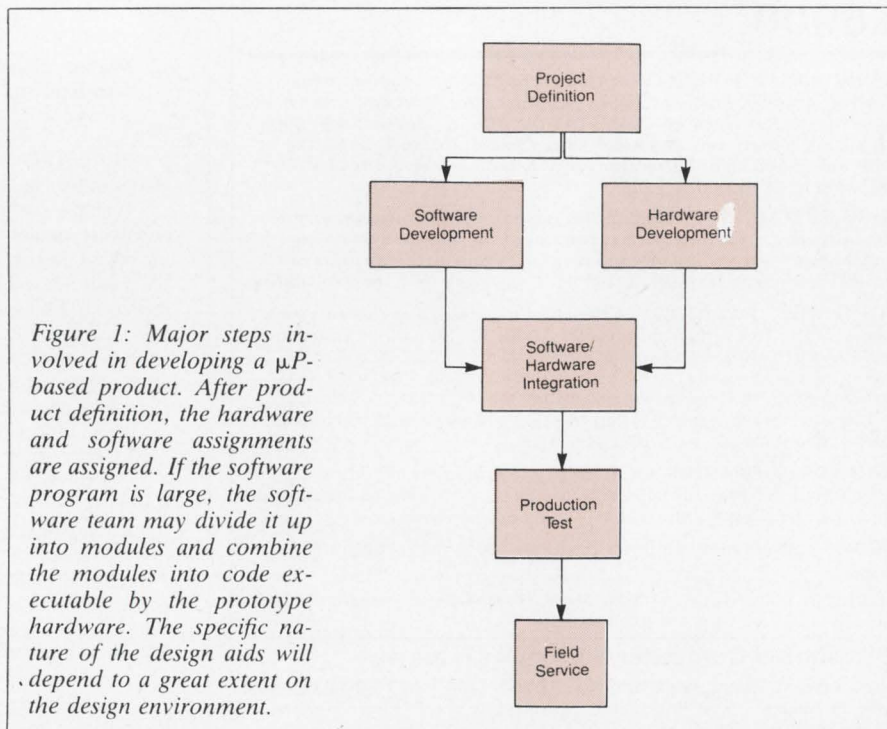 Project
Definition
Software
Development
Hardware
Development
Software/
Hardware
Integration
Production
Test
Field
Service
Figure 1: Major steps in-
volved in developing a μP-
based product. After prod-
uct definition, the hardware
and software assignments
are assigned. If the software
program is large, the soft-
ware team may divide it up
into modules and combine
the modules into code ex-
ecutable by the prototype
hardware. The specific na-
ture of the design aids will
depend to a great extent on
the design environment.